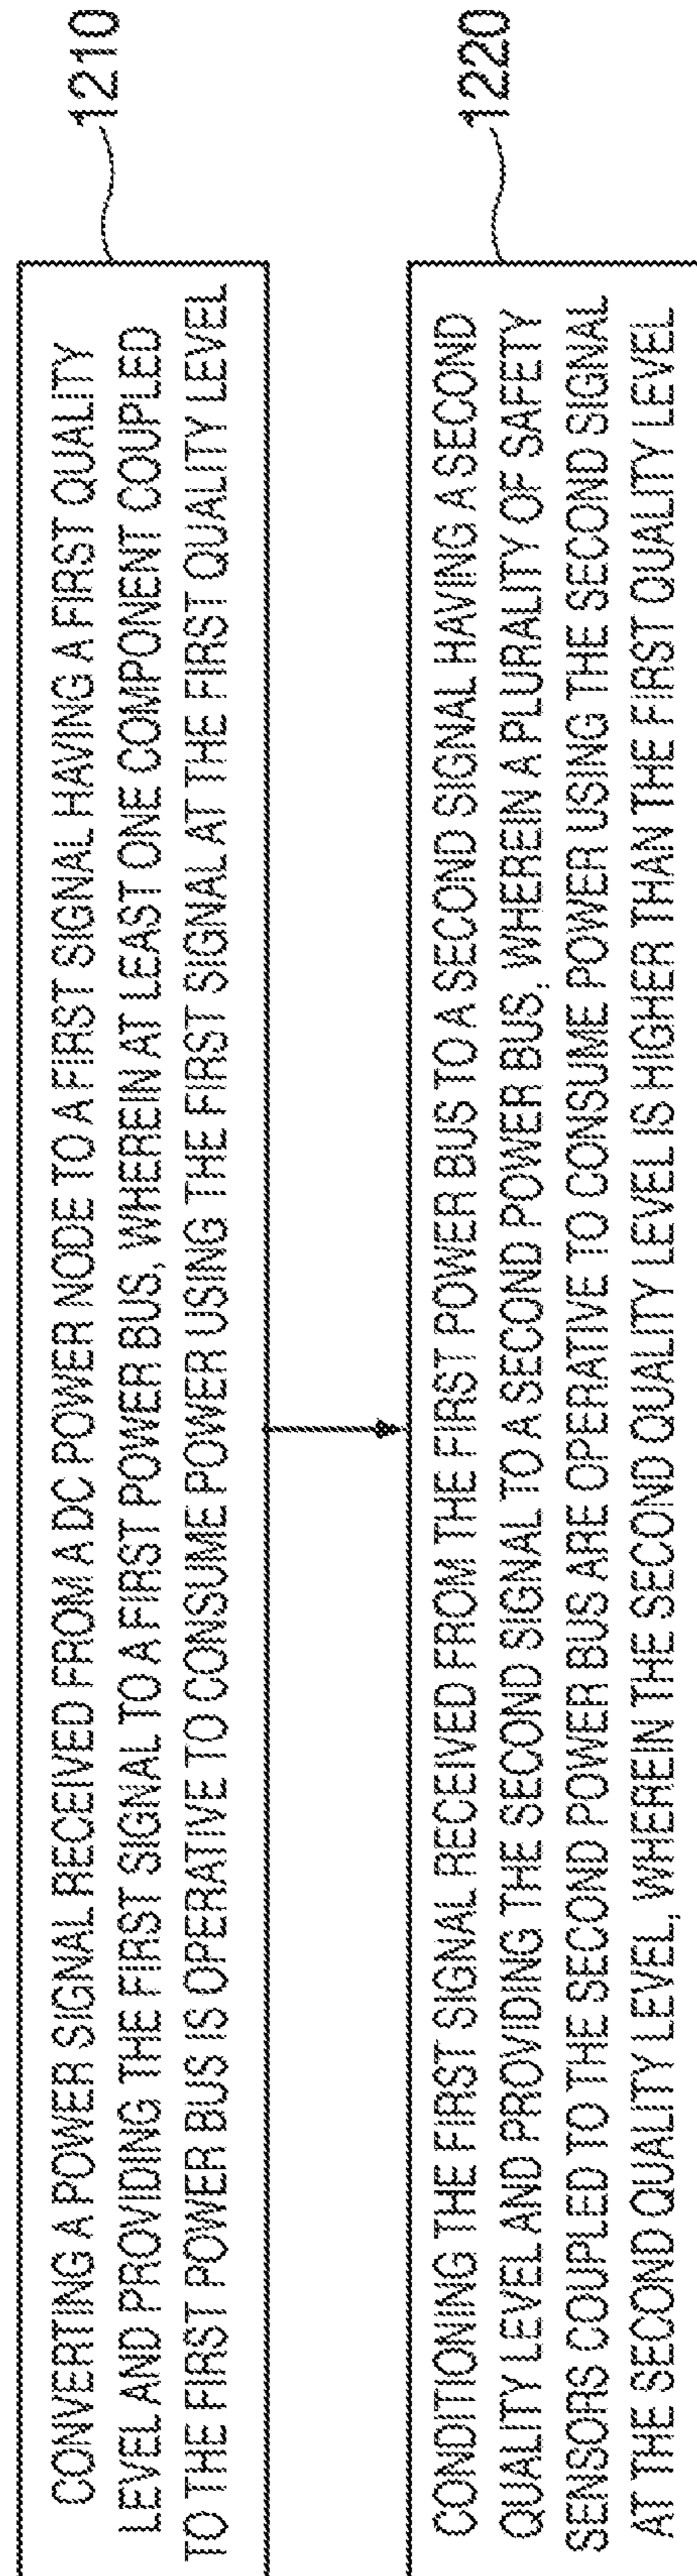 CONVERTING A POWER SIGNAL RECEIVED FROM A DC POWER NODE TO A FIRST SIGNAL HAVING A FIRST QUALITY
LEVEL AND PROVIDING THE FIRST SIGNAL TO A FIRST POWER BUS, WHEREIN AT LEAST ONE COMPONENT COUPLED
TO THE FIRST POWER BUS IS OPERATIVE TO CONSUME POWER USING THE FIRST SIGNAL AT THE FIRST QUALITY LEVEL
1210
CONDITIONING THE FIRST SIGNAL RECEIVED FROM THE FIRST POWER BUS TO A SECOND SIGNAL HAVING A SECOND
QUALITY LEVEL AND PROVIDING THE SECOND SIGNAL TO A SECOND POWER BUS, WHEREIN A PLURALITY OF SAFETY
SENSORS COUPLED TO THE SECOND POWER BUS ARE OPERATIVE TO CONSUME POWER USING THE SECOND SIGNAL
AT THE SECOND QUALITY LEVEL, WHEREIN THE SECOND QUALITY LEVEL IS HIGHER THAN THE FIRST QUALITY LEVEL
1220